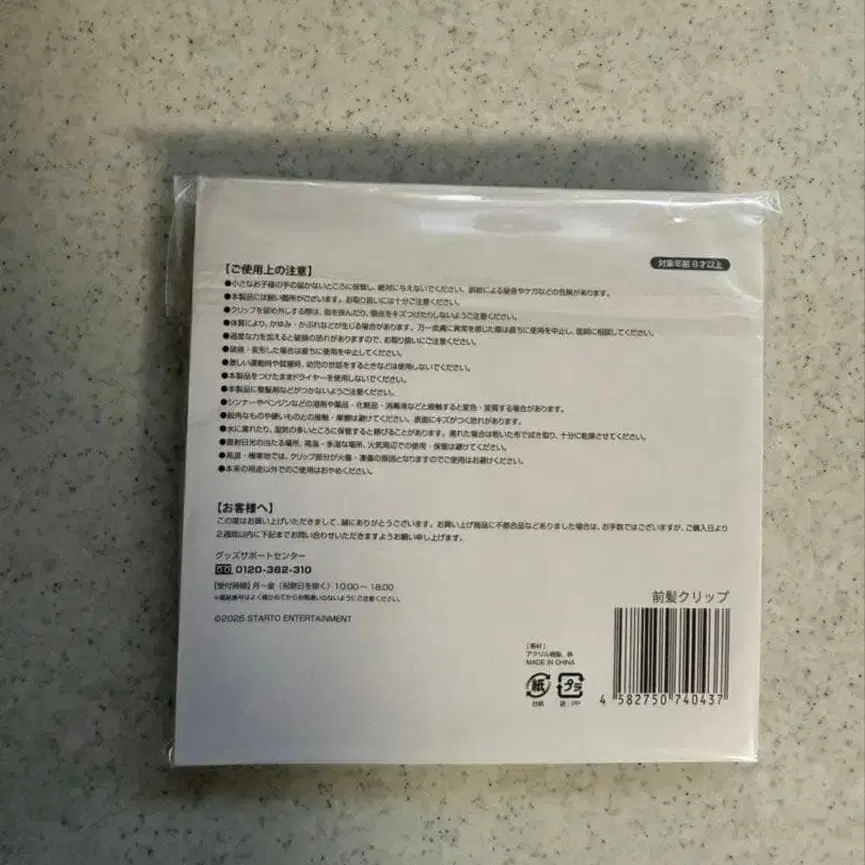 【ご使用上の注意】
対象年齢 8才以上
●小さなお子様の手の届かないところに保管し、絶対に与えないでください。誤飲による窒息やケガなどの危険があります。
●本製品には鋭い箇所がございます。お取り扱いには十分ご注意ください。
●クリップを留め外しする際は、指を挟んだり、頭皮をキズつけたりしないようご注意ください。
●体質により、かゆみ・かぶれなどが生じる場合があります。万一皮膚に異常を感じた際は直ちに使用を中止し、医師に相談してください。
●過度な力を加えると破損の恐れがありますので、お取り扱いにご注意ください。
●破損・変形した場合は直ちに使用を中止してください。
●激しい運動時や就寝時、幼児の世話をするときなどは使用しないでください。
●本製品をつけたままドライヤーを使用しないでください。
●本製品に整髪剤などがつかないようご注意ください。
●シンナーやベンジンなどの溶剤や薬品・化粧品・消毒液などと接触すると変色・変質する場合があります。
●鋭角なものや硬いものとの接触・摩擦は避けてください。表面にキズがつく恐れがあります。
●水に濡れたり、湿気の多いところに保管すると錆びることがあります。濡れた場合は乾いた布で拭き取り、十分に乾燥させてください。
●直射日光の当たる場所、高温・多湿な場所、火気周辺での使用・保管は避けてください。
●高温・極寒地では、クリップ部分が火傷・凍傷の原因となりますのでご使用はお避けください。
●本来の用途以外でのご使用はおやめください。
【お客様へ】
この度はお買い上げいただきまして、誠にありがとうございます。お買い上げ商品に不都合品などありました場合は、お手数ではございますが、ご購入日より
2週間以内に下記までお問い合わせいただきますようお願い申し上げます。
グッズサポートセンター
0120-382-310
【受付時間】月〜金（祝祭日を除く）10:00〜18:00
※電話番号はよく確かめてからお間違いのないようにご注意ください。
©2025 STARTO ENTERTAINMENT
前髪クリップ
［素材］
アクリル樹脂、鉄
MADE IN CHINA
紙 プラ
台紙 袋：PP
4 582750 740437